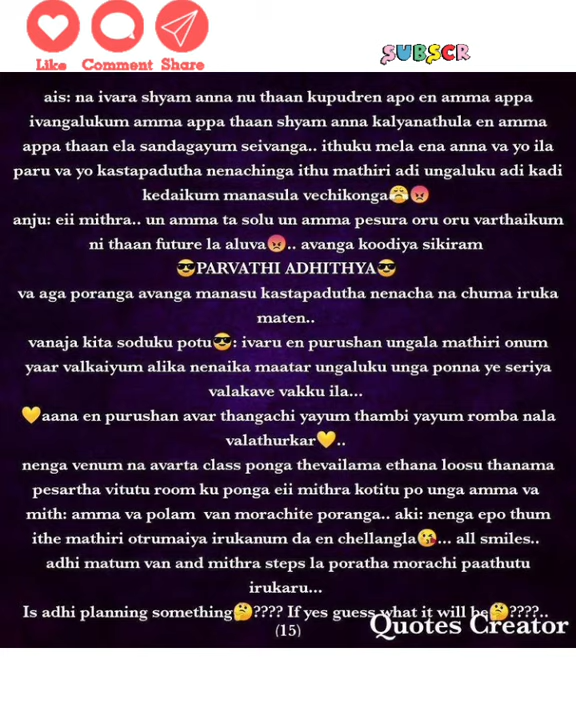 Like Comment Share
SUBSCR
ais: na ivara shyam anna nu thaan kupudren apo en amma appa
ivangalukum amma appa thaan shyam anna kalyanathula en amma
appa thaan ela sandagayum seivanga.. ithuku mela ena anna va yo ila
paru va yo kastapadutha nenachinga ithu mathiri adi ungaluku adi kadi
kedaikum manasula vechikonga😤😡
anju: eii mithra.. un amma ta solu un amma pesura oru oru varthaikum
ni thaan future la aluva😡.. avanga koodiya sikiram
😎PARVATHI ADHITHYA😎
va aga poranga avanga manasu kastapadutha nenacha na chuma iruka
maten..
vanaja kita soduku potu😎: ivaru en purushan ungala mathiri onum
yaar valkaiyum alika nenaika maatar ungaluku unga ponna ye seriya
valakave vakku ila...
💛aana en purushan avar thangachi yayum thambi yayum romba nala
valathurkar💛..
nenga venum na avarta class ponga thevailama ethana loosu thanama
pesartha vitutu room ku ponga eii mithra kotitu po unga amma va
mith: amma va polam van morachite poranga.. aki: nenga epo thum
ithe mathiri otrumaiya irukanum da en chellangla😘... all smiles..
adhi matum van and mithra steps la poratha morachi paathutu
irukaru...
Is adhi planning something🤔???? If yes guess what it will be🤔????..
(15)
Quotes Creator